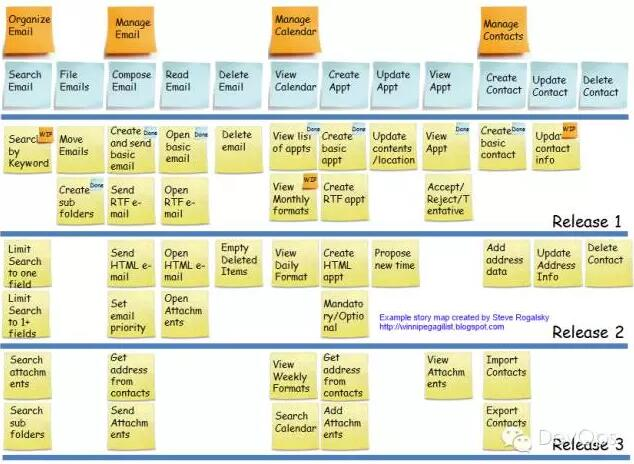 Organize
Email
Manage
Email
Manage
Calendar
Manage
Contacts
Search
Email
File
Emails
Compose
Email
Read
Email
Delete
Email
View
Calendar
Create
Appt
Update
Appt
View
Appt
Create
Contact
Update
Contact
Delete
Contact
Search
by
Keyword
WIP
Move
Emails
Create
and send
basic
email
Done
Open
basic
email
Done
Delete
email
View list
of appts
Done
Create
basic
appt
Done
Update
contents
/location
View
Appt
Done
Create
basic
contact
Done
Update
contact
info
WIP
Create
sub
folders
Done
Send
RTF e-
mail
Open
RTF e-
mail
View
Monthly
formats
WIP
Create
RTF appt
Accept/
Reject/T
entative
Release 1
Limit
Search
to one
field
Send
HTML e-
mail
Open
HTML e-
mail
Empty
Deleted
Items
View
Daily
Format
Create
HTML
appt
Propose
new time
Add
address
data
Update
Address
Info
Delete
Contact
Limit
Search
to 1+
fields
Set
email
priority
Open
Attachm
ents
Mandato
ry/Optio
nal
Example story map created by Steve Rogalsky
http://winnipegagilist.blogspot.com
Release 2
Search
attachm
ents
Get
address
from
contacts
View
Weekly
Formats
Get
address
from
contacts
View
Attachm
ents
Import
Contacts
Search
sub
folders
Send
Attachm
ents
Search
Calendar
Add
Attachm
ents
Export
Contacts
DevOps
Release 3